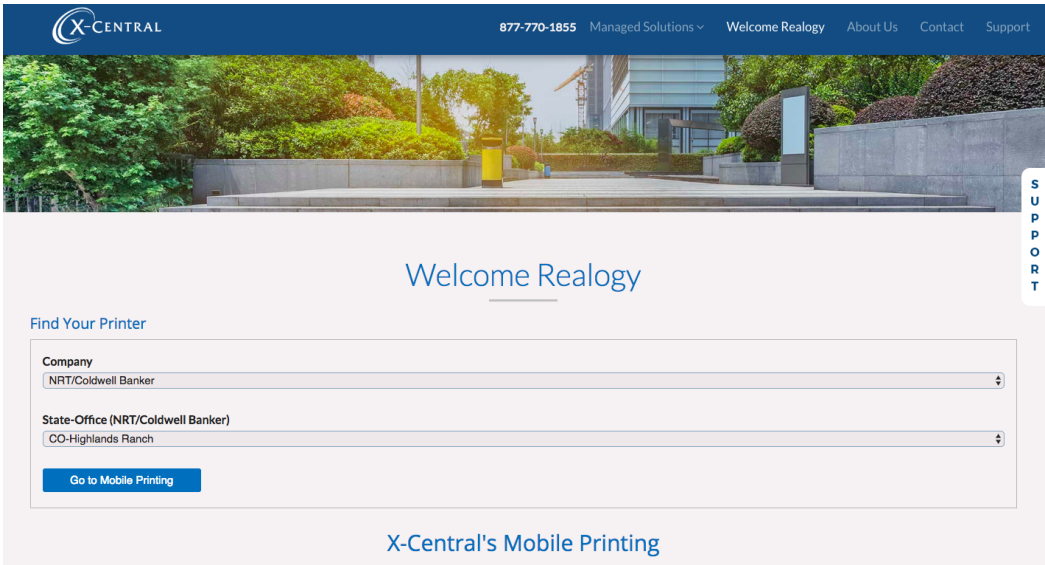 X-CENTRAL
877-770-1855 Managed Solutions Welcome Realogy About Us Contact Support
SUPPORT
Welcome Realogy
Find Your Printer
Company
NRT/Coldwell Banker
State-Office (NRT/Coldwell Banker)
CO-Highlands Ranch
Go to Mobile Printing
X-Central's Mobile Printing